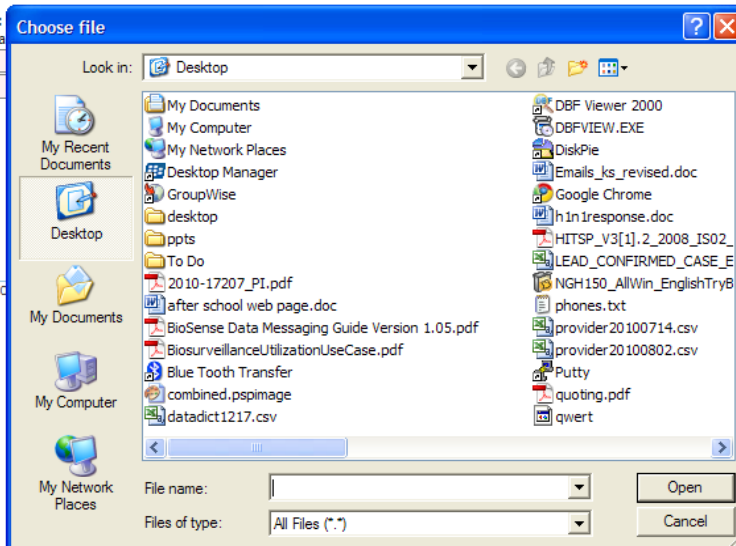 Choose file
Look in:
Desktop
My Recent
Documents
Desktop
My Documents
My Computer
My Network
Places
My Documents
My Computer
My Network Places
Desktop Manager
GroupWise
desktop
ppts
To Do
2010-17207_PI.pdf
after school web page.doc
BioSense Data Messaging Guide Version 1.05.pdf
BiosurveillanceUtilizationUseCase.pdf
Blue Tooth Transfer
combined.pspimage
datadict1217.csv
DBF Viewer 2000
DBFVIEW.EXE
DiskPie
Emails_ks_revised.doc
Google Chrome
h1n1response.doc
HITSP_V3[1].2_2008_IS02_
LEAD_CONFIRMED_CASE_E
NGH150_AllWin_EnglishTryB
phones.txt
provider20100714.csv
provider20100802.csv
Putty
quoting.pdf
qwert
File name:
Open
Files of type:
All Files (*.*)
Cancel